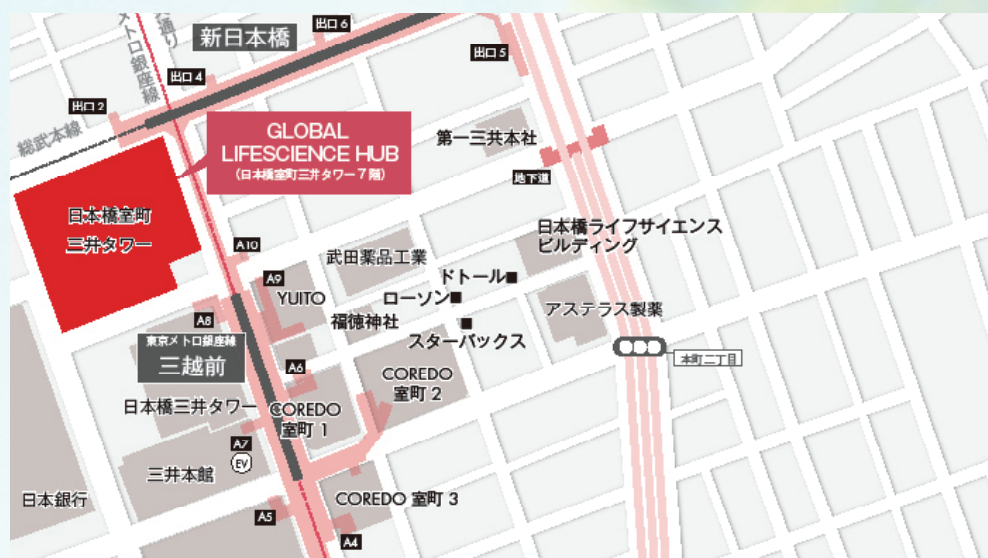 出口 6
新日本橋
通り
メトロ銀座線
出口 5
出口 4
出口 2
総武本線
GLOBAL
LIFESCIENCE HUB
(日本橋室町三井タワー 7 階)
第一三共本社
地下道
日本橋室町
三井タワー
日本橋ライフサイエンス
ビルディング
A10
武田薬品工業
A9
ドトール
YUITO
ローソン
アステラス製薬
A8
福徳神社
東京メトロ銀座線
三越前
スターバックス
本町二丁目
A6
COREDO
室町 2
日本橋三井タワー
COREDO
室町 1
A7
EV
三井本館
日本銀行
COREDO 室町 3
A5
A4